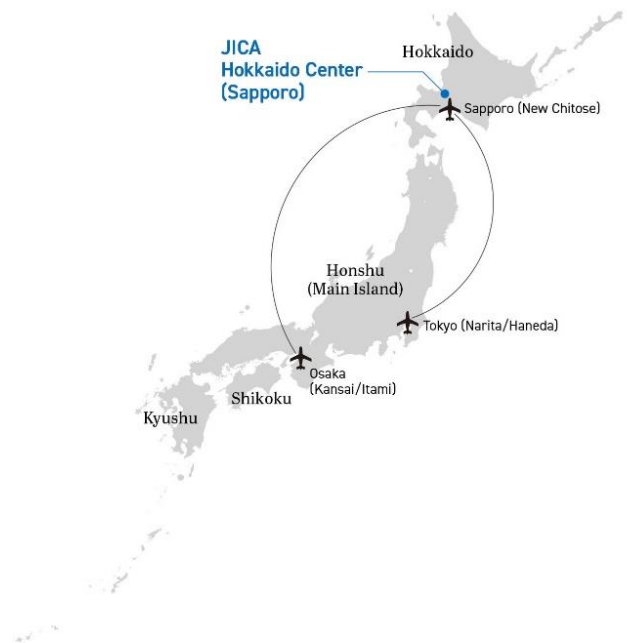 JICA
Hokkaido Center
(Sapporo)
Hokkaido
Sapporo (New Chitose)
Honshu
(Main Island)
Tokyo (Narita/Haneda)
Osaka
(Kansai/Itami)
Shikoku
Kyushu